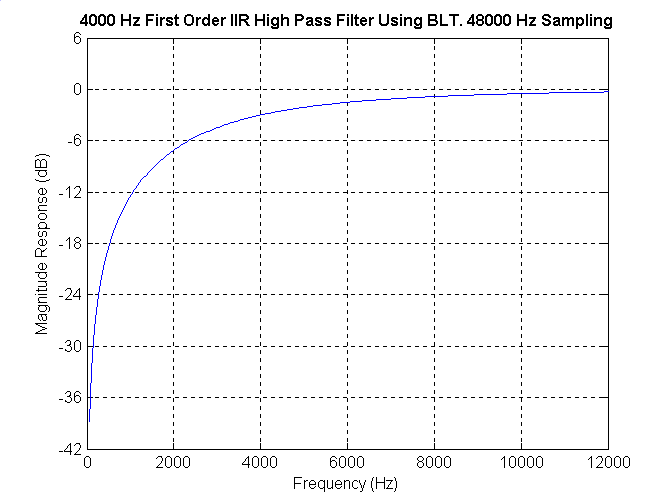 4000 Hz First Order IIR High Pass Filter Using BLT. 48000 Hz Sampling
6
0
-6
-12
-18
-24
-30
-36
-42
Magnitude Response (dB)
0 2000 4000 6000 8000 10000 12000
Frequency (Hz)